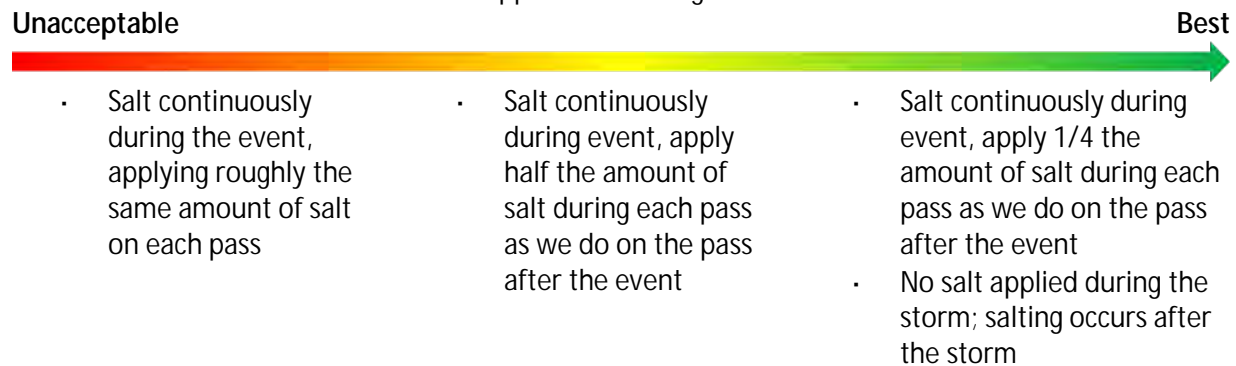 Unacceptable Best
· Salt continuously
during the event,
applying roughly the
same amount of salt
on each pass
· Salt continuously
during event, apply
half the amount of
salt during each pass
as we do on the pass
after the event
· Salt continuously during
event, apply 1/4 the
amount of salt during each
pass as we do on the pass
after the event
· No salt applied during the
storm; salting occurs after
the storm